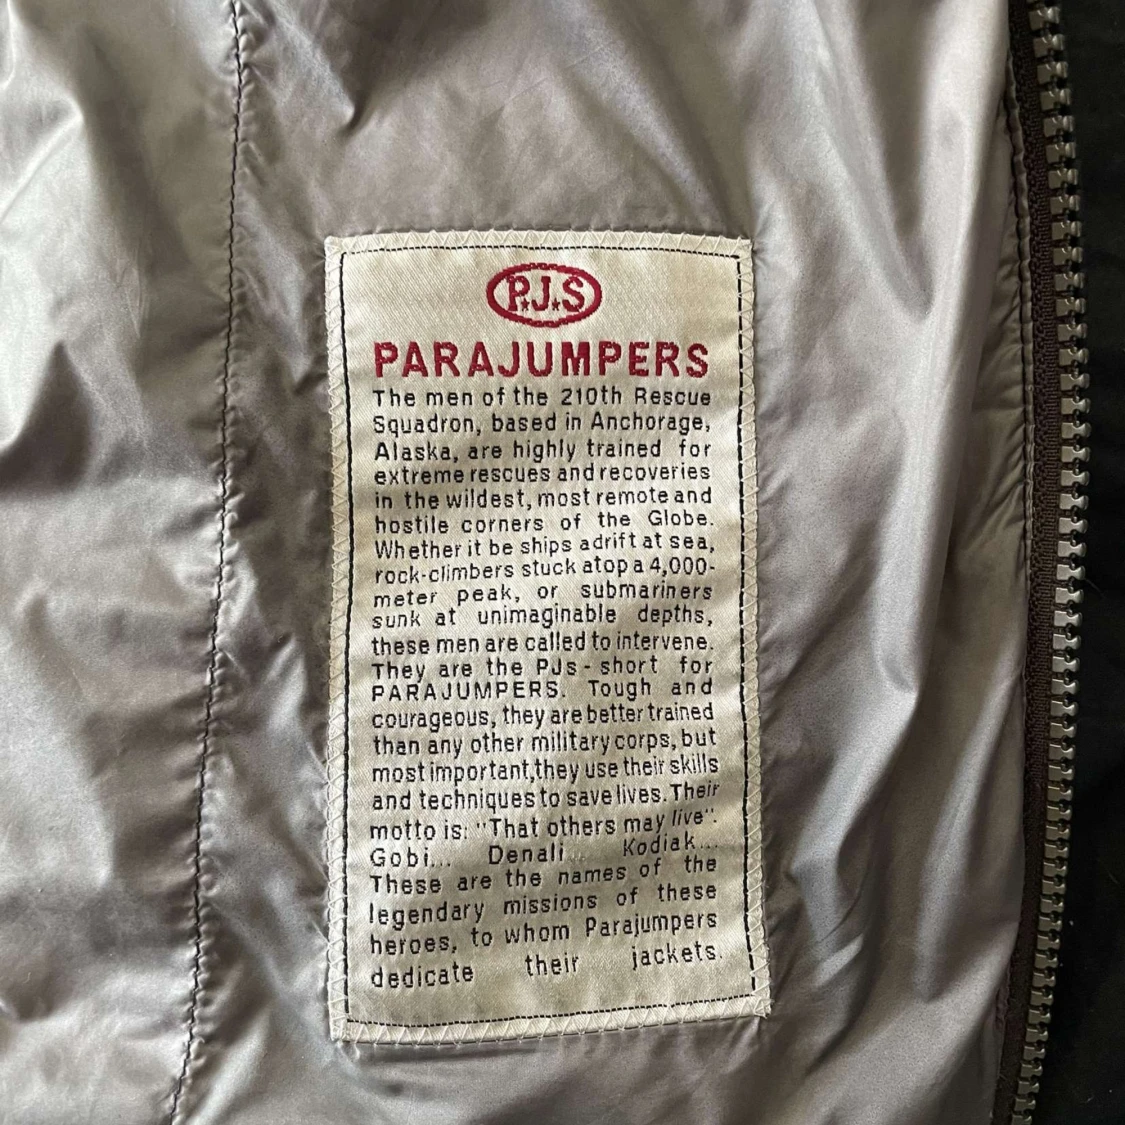 P.J.S
PARAJUMPERS
The men of the 210th Rescue
Squadron, based in Anchorage,
Alaska, are highly trained for
extreme rescues and recoveries
in the wildest, most remote and
hostile corners of the Globe.
Whether it be ships adrift at sea,
rock-climbers stuck atop a 4,000-
meter peak, or submariners
sunk at unimaginable depths,
these men are called to intervene.
They are the PJs - short for
PARAJUMPERS. Tough and
courageous, they are better trained
than any other military corps, but
most important,they use their skills
and techniques to save lives. Their
motto is: "That others may live".
Gobi... Denali... Kodiak...
These are the names of the
legendary missions of these
heroes, to whom Parajumpers
dedicate their jackets.